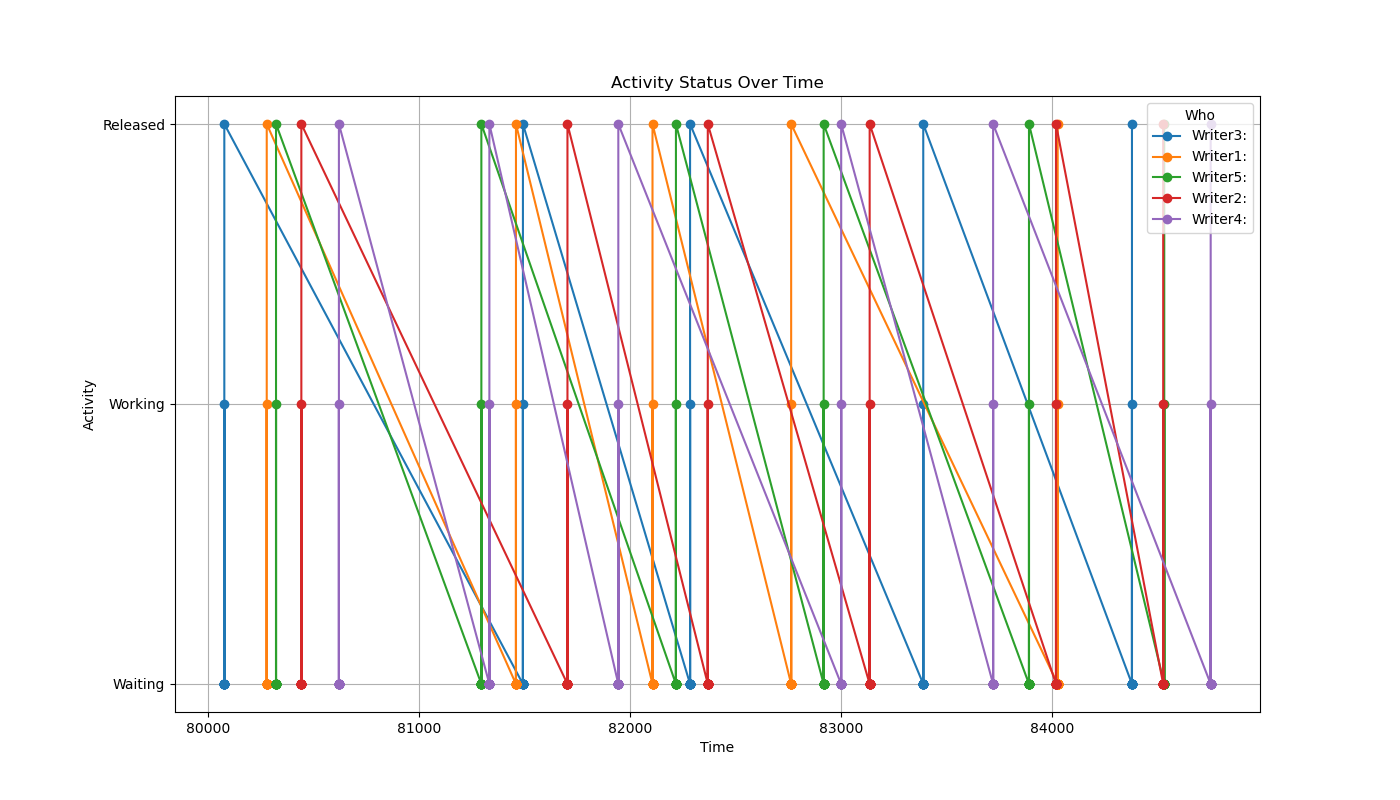 Activity Status Over Time
Released
Working
Waiting
Activity
80000
81000
82000
83000
84000
Time
Who
Writer3:
Writer1:
Writer5:
Writer2:
Writer4: